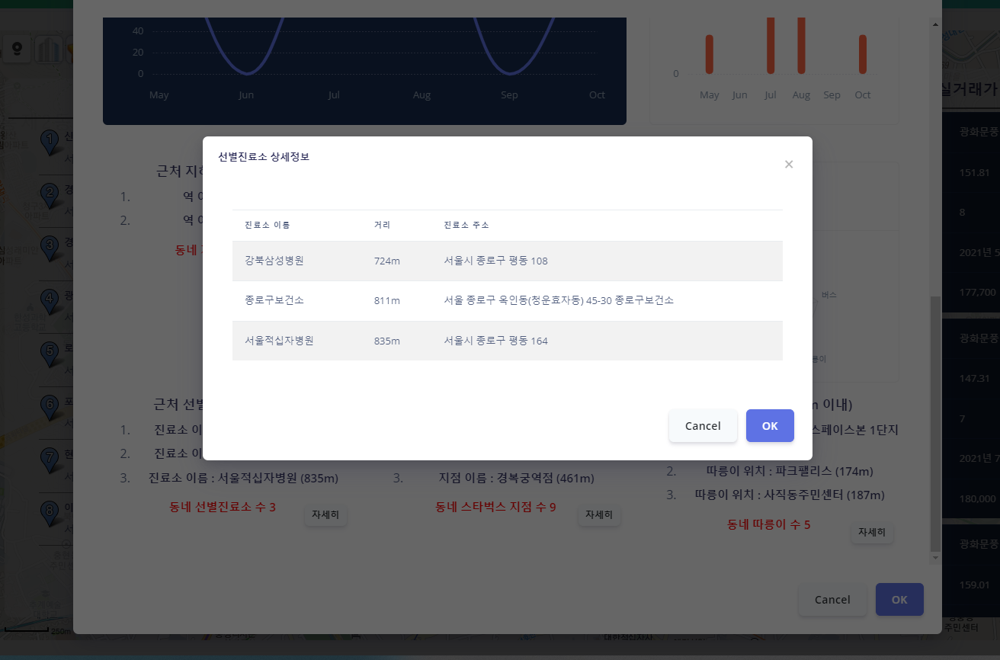 40
20
0
May Jun Jul Aug Sep Oct
0
May Jun Jul Aug Sep Oct
실거래가
선별진료소 상세정보
×
진료소 이름 거리 진료소 주소
강북삼성병원 724m 서울시 종로구 평동 108
종로구보건소 811m 서울 종로구 옥인동(청운효자동) 45-30 종로구보건소
서울적십자병원 835m 서울시 종로구 평동 164
Cancel OK
근처
1. 역
2. 역
동네
버스
1
2
3
4
5
6
7
8
광화문풍
151.81
8
2021년 5
177,700
광화문풍
147.31
7
2021년 7
180,000
광화문풍
159.01
근처 선별
1. 진료소
2. 진료소
3. 진료소 이름 : 서울적십자병원 (835m)
동네 선별진료소 수 3 자세히
3. 지점 이름 : 경복궁역점 (461m)
동네 스타벅스 지점 수 9 자세히
이내)
스페이스본 1단지
2. 따릉이 위치 : 파크팰리스 (174m)
3. 따릉이 위치 : 사직동주민센터 (187m)
동네 따릉이 수 5 자세히
Cancel OK
250m
주민센터